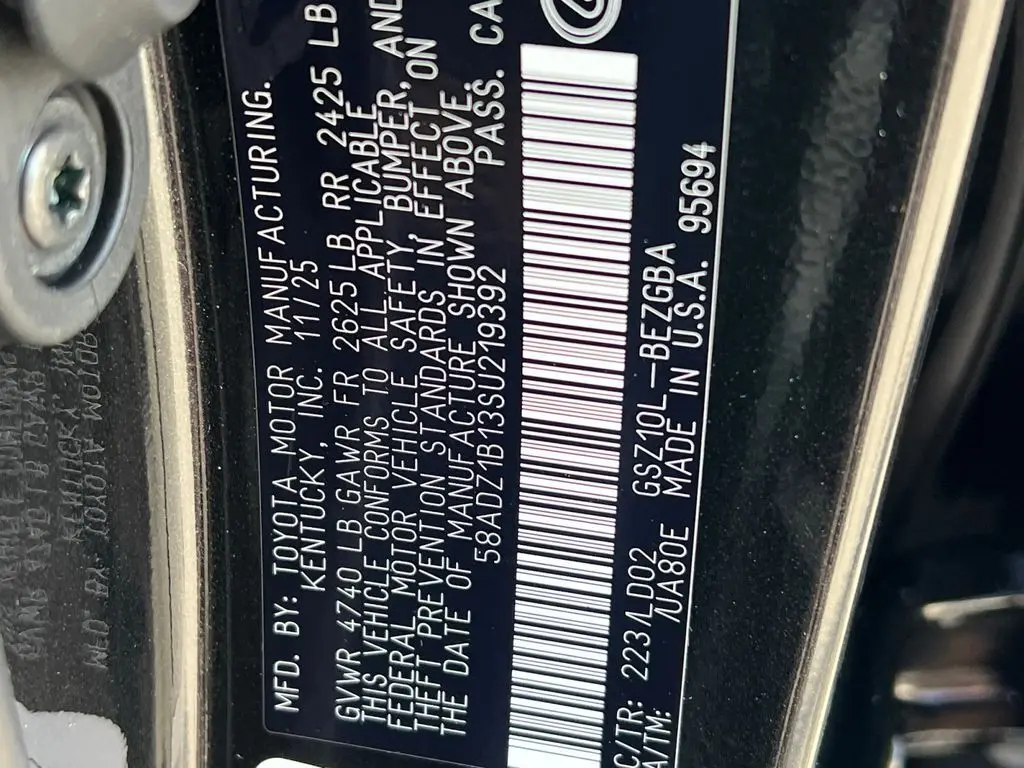 MFD. BY: TOYOTA MOTOR MANUFACTURING.
KENTUCKY, INC. 11/25
GVWR 4740 LB GAWR FR 2625 LB RR 2425 LB
THIS VEHICLE CONFORMS TO ALL APPLICABLE
FEDERAL MOTOR VEHICLE SAFETY, BUMPER, AND
THEFT PREVENTION STANDARDS IN EFFECT ON
THE DATE OF MANUFACTURE SHOWN ABOVE.
58ADZ1B13SU219392 PASS. CA
C/TR: 223/LD02 GSZ10L-BEZGBA
A/TM: /UA80E MADE IN U.S.A. 95694